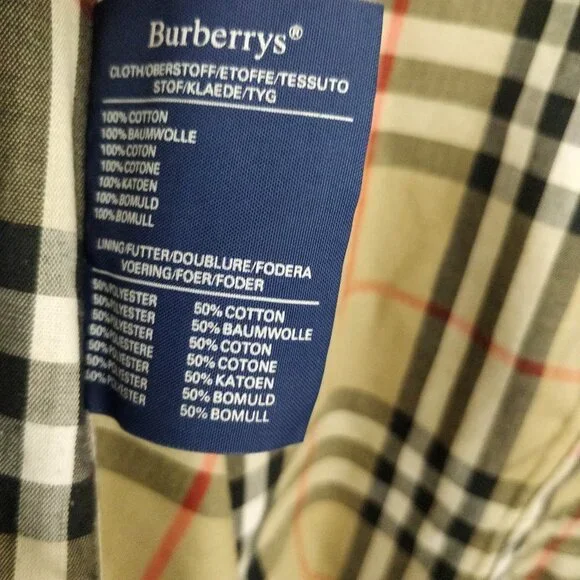 Burberrys®
CLOTH/OBERSTOFF/ETOFFE/TESSUTO
STOF/KLAEDE/TYG
100% COTTON
100% BAUMWOLLE
100% COTON
100% COTONE
100% KATOEN
100% BOMULD
100% BOMULL
LINING/FUTTER/DOUBLURE/FODERA
VOERING/FOER/FODER
50% POLYESTER 50% COTTON
50% POLYESTER 50% BAUMWOLLE
50% POLYESTER 50% COTON
50% POLIESTERE 50% COTONE
50% POLYESTER 50% KATOEN
50% POLYESTER 50% BOMULD
50% POLYESTER 50% BOMULL